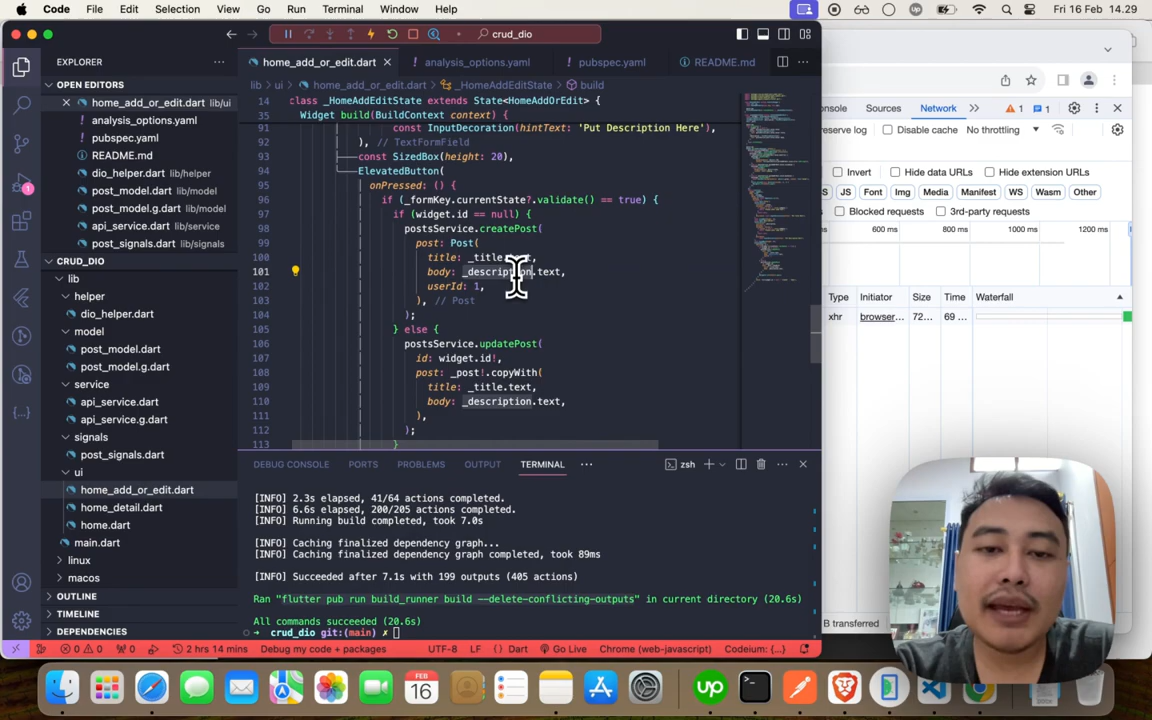 Code File Edit Selection View Go Run Terminal Window Help
Fri 16 Feb 14.29
crud_dio
EXPLORER
OPEN EDITORS
home_add_or_edit.dart lib/ui
analysis_options.yaml
pubspec.yaml
README.md
dio_helper.dart lib/helper
post_model.dart lib/model
post_model.g.dart lib/model
api_service.dart lib/service
post_signals.dart lib/signals
CRUD_DIO
lib
helper
dio_helper.dart
model
post_model.dart
post_model.g.dart
service
api_service.dart
api_service.g.dart
signals
post_signals.dart
ui
home_add_or_edit.dart
home_detail.dart
home.dart
main.dart
linux
macos
OUTLINE
TIMELINE
DEPENDENCIES
1
home_add_or_edit.dart analysis_options.yaml pubspec.yaml README.md
lib > ui > home_add_or_edit.dart > _HomeAddEditState > build
14 class _HomeAddEditState extends State<HomeAddOrEdit> {
35 Widget build(BuildContext context) {
91 const InputDecoration(hintText: 'Put Description Here'),
92 ), // TextFormField
93 const SizedBox(height: 20),
94 ElevatedButton(
95 onPressed: () {
96 if (_formKey.currentState?.validate() == true) {
97 if (widget.id == null) {
98 postsService.createPost(
99 post: Post(
100 title: _title.text,
101 body: _description.text,
102 userId: 1,
103 ), // Post
104 );
105 } else {
106 postsService.updatePost(
107 id: widget.id!,
108 post: _post!.copyWith(
109 title: _title.text,
110 body: _description.text,
111 ),
112 );
113 }
DEBUG CONSOLE PORTS PROBLEMS OUTPUT TERMINAL
zsh
[INFO] 2.3s elapsed, 41/64 actions completed.
[INFO] 6.6s elapsed, 200/205 actions completed.
[INFO] Running build completed, took 7.0s
[INFO] Caching finalized dependency graph...
[INFO] Caching finalized dependency graph completed, took 89ms
[INFO] Succeeded after 7.1s with 199 outputs (405 actions)
Ran "flutter pub run build_runner build --delete-conflicting-outputs" in current directory (20.6s)
All commands succeeded (20.6s)
crud_dio git:(main) ✗
0 0 0 2 hrs 14 mins Debug my code + packages UTF-8 LF Dart Go Live Chrome (web-javascript) Codeium: {...}
Sources Network 1 1
reserve log Disable cache No throttling
Invert Hide data URLs Hide extension URLs
JS Font Img Media Manifest WS Wasm Other
Blocked requests 3rd-party requests
600 ms 800 ms 1000 ms 1200 ms
Type Initiator Size Time Waterfall
xhr browser... 72... 69 ...
B transferred
FEB
16